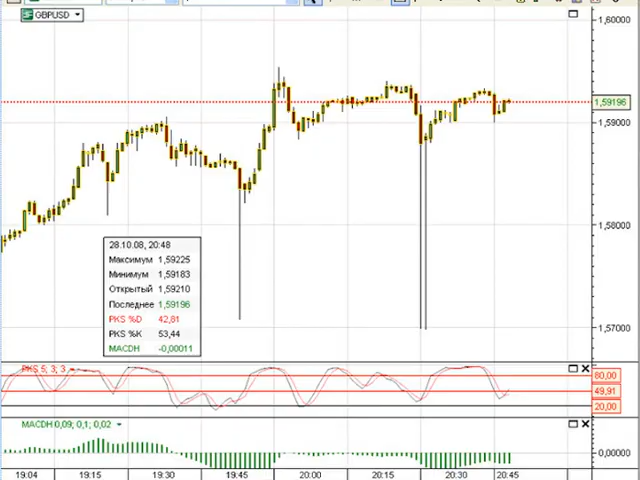 GBPUSD
1,60000
1,59196
1,59000
1,58000
1,57000
28.10.08, 20:48
Максимум 1,59225
Минимум 1,59183
Открытый 1,59210
Последнее 1,59196
PKS %D 42,81
PKS %K 53,44
MACDH -0,00011
PKS 5; 3; 3
80,00
49,91
20,00
MACDH 0,09; 0,1; 0,02
0,00000
19:04 19:15 19:30 19:45 20:00 20:15 20:30 20:45